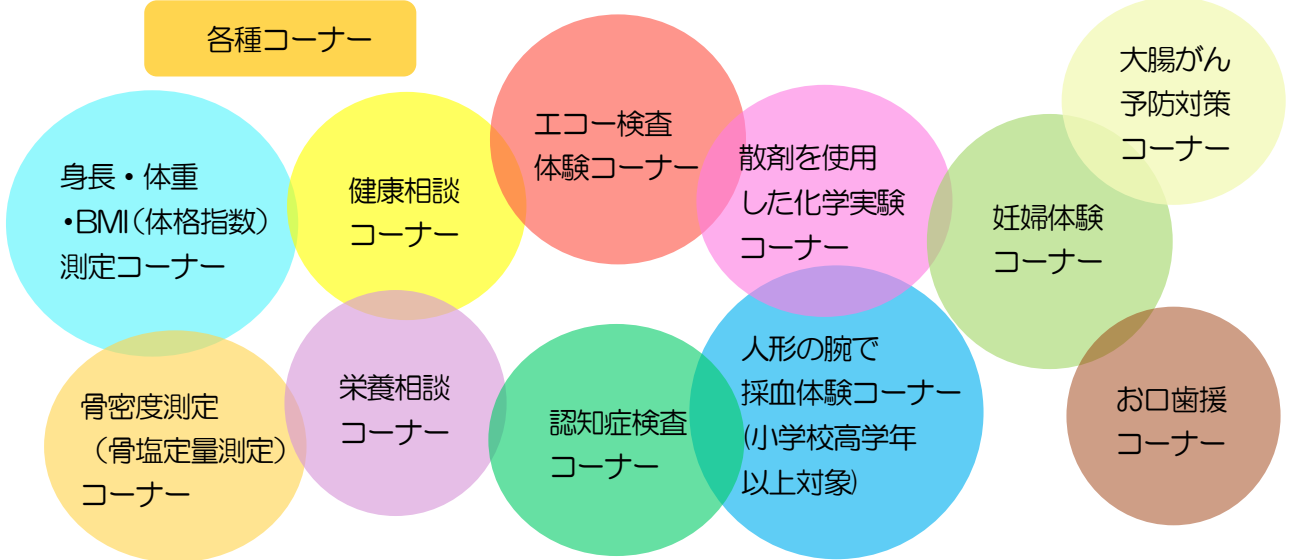 各種コーナー
身長・体重
・BMI(体格指数)
測定コーナー
健康相談
コーナー
エコー検査
体験コーナー
散剤を使用
した化学実験
コーナー
妊婦体験
コーナー
大腸がん
予防対策
コーナー
骨密度測定
(骨塩定量測定)
コーナー
栄養相談
コーナー
認知症検査
コーナー
人形の腕で
採血体験コーナー
(小学校高学年
以上対象)
お口歯援
コーナー